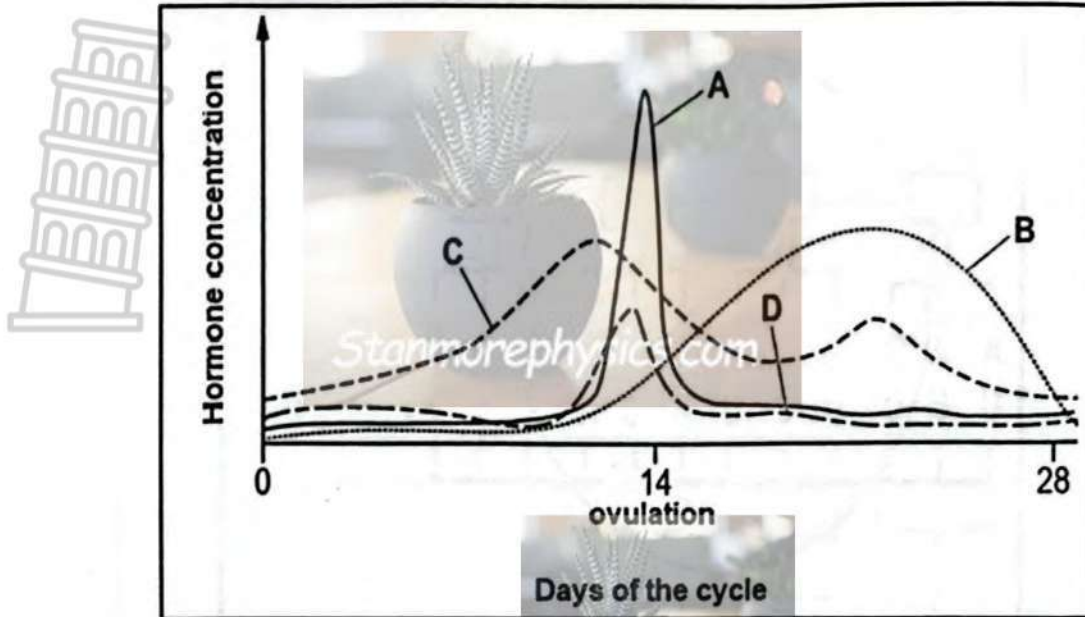 Hormone concentration
A
B
C
D
Stanmorephysics.com
0
14
28
ovulation
Days of the cycle